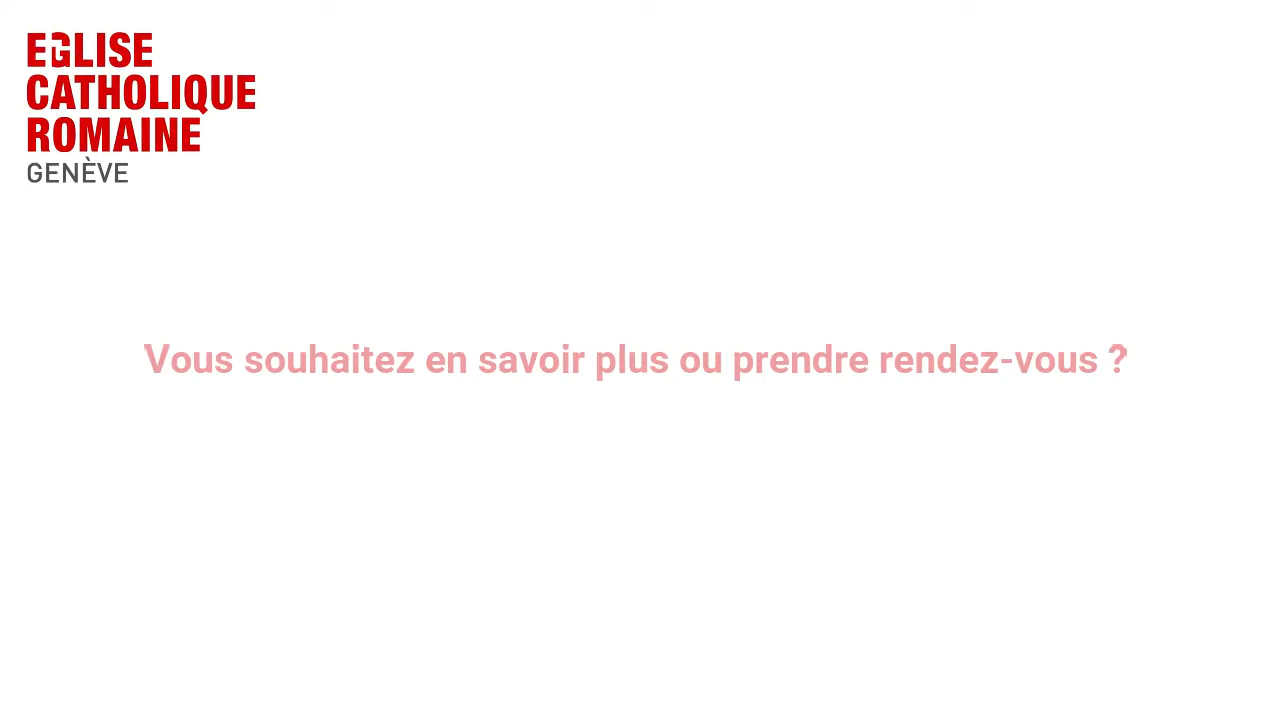 EGLISE
CATHOLIQUE
ROMAINE
GENÈVE
Vous souhaitez en savoir plus ou prendre rendez-vous ?